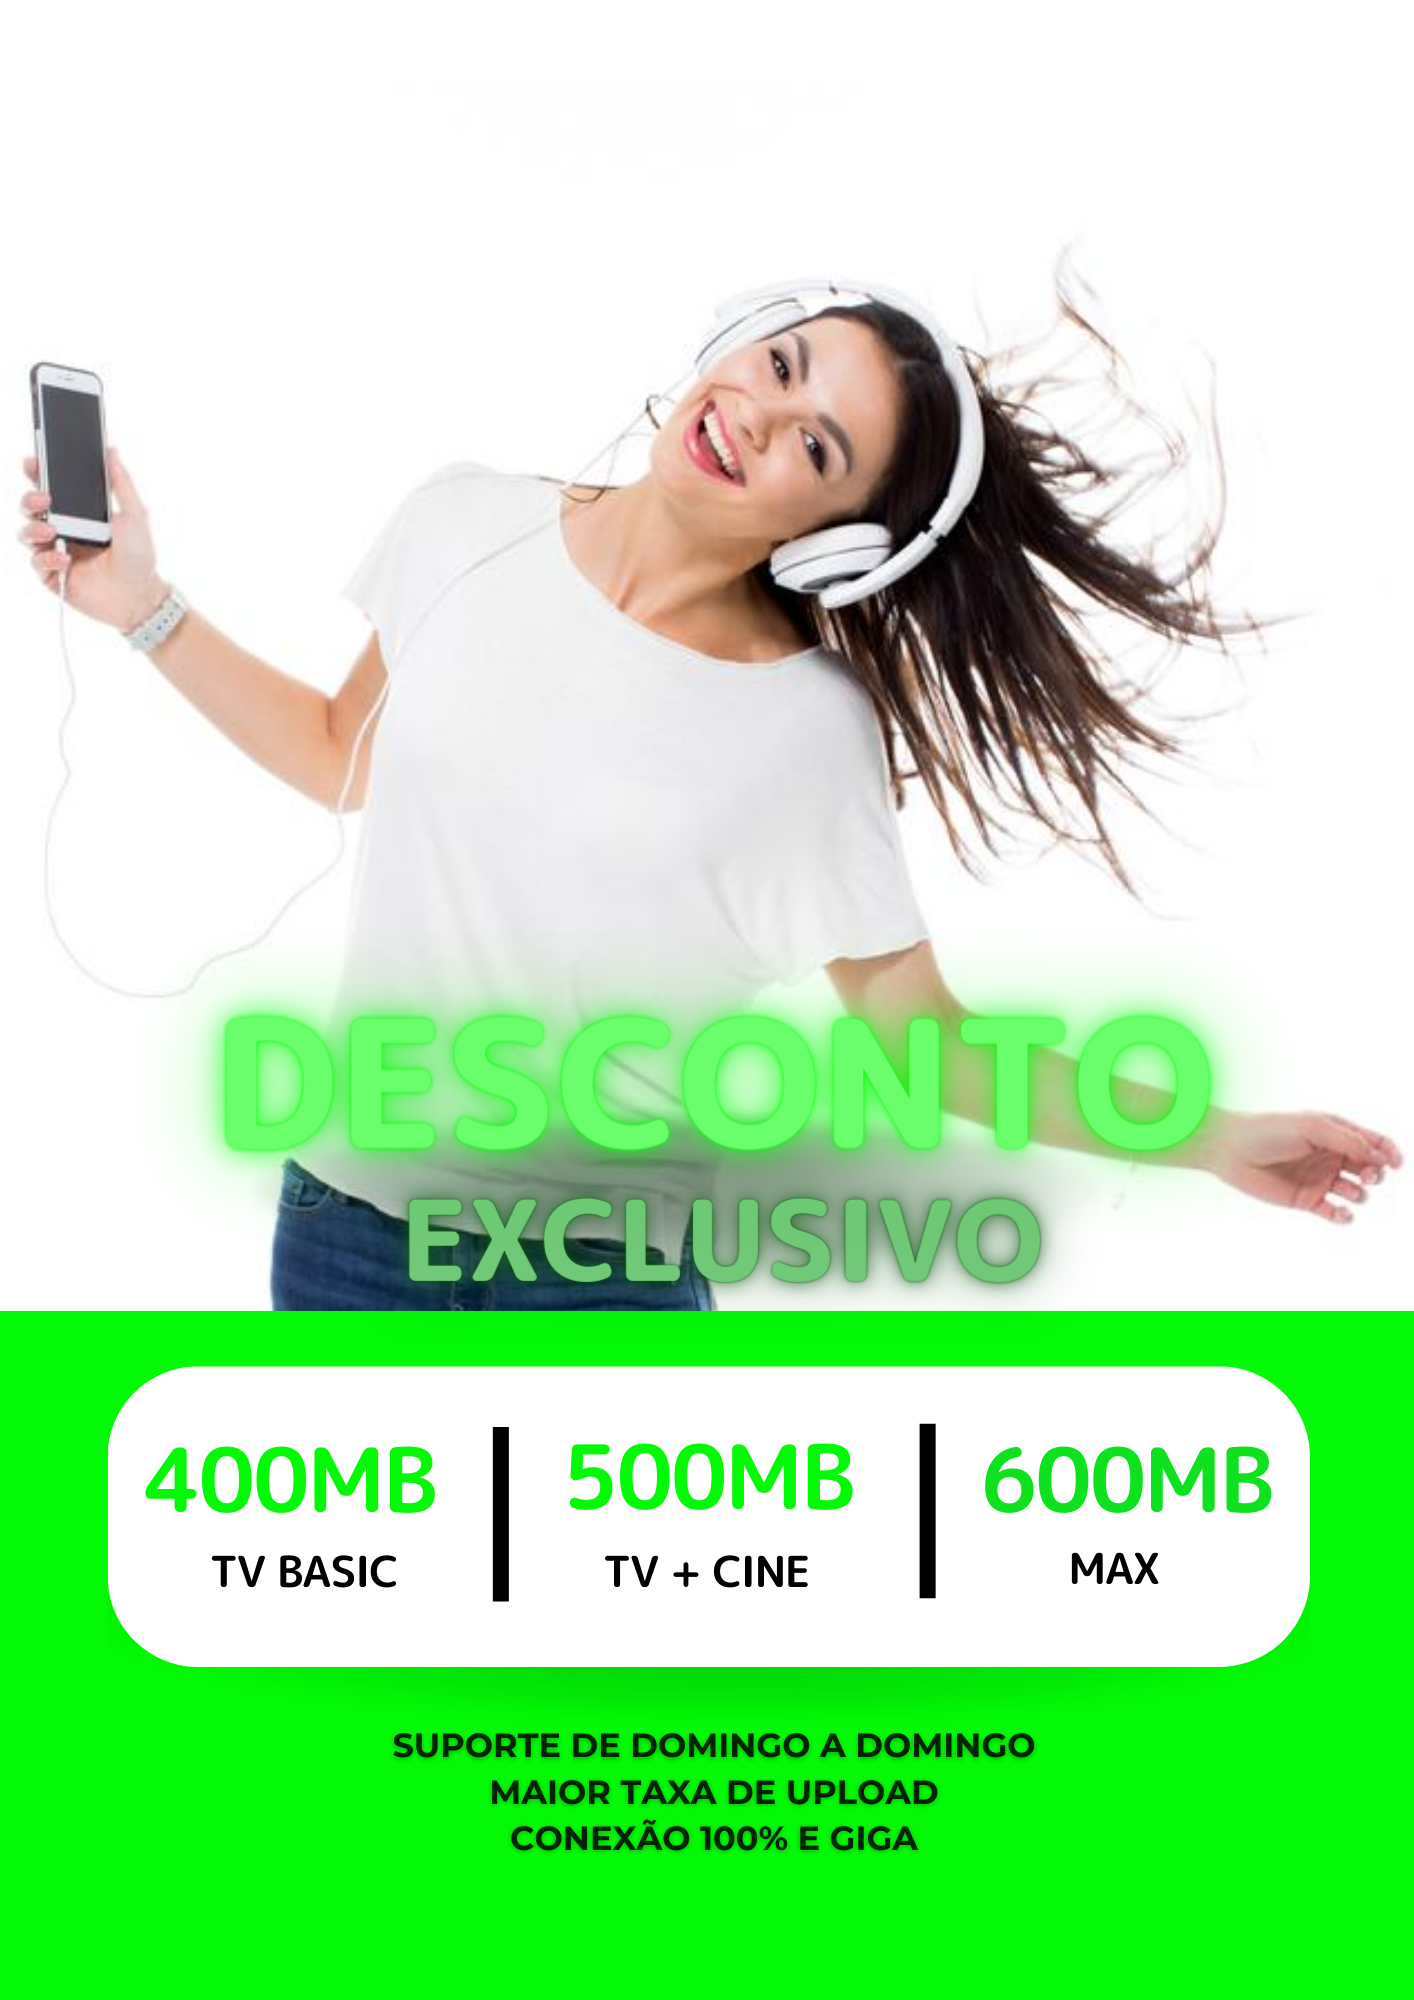 DESCONTO
EXCLUSIVO
400MB
TV BASIC
500MB
TV + CINE
600MB
MAX
SUPORTE DE DOMINGO A DOMINGO
MAIOR TAXA DE UPLOAD
CONEXÃO 100% E GIGA